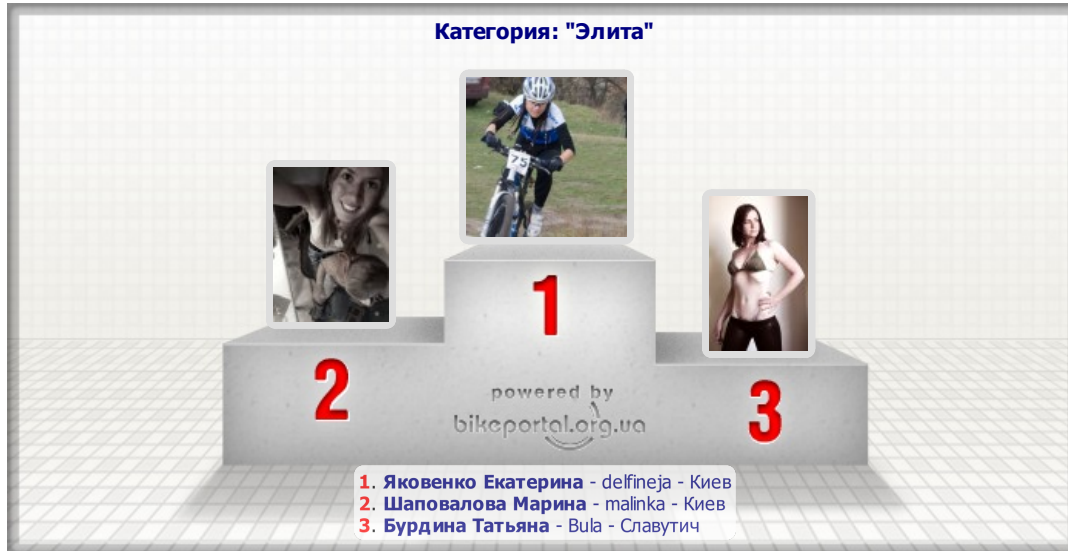 Категория: "Элита"
75
1
2
3
powered by
bikeportal.org.ua
1. Яковенко Екатерина - delfineja - Киев
2. Шаповалова Марина - malinka - Киев
3. Бурдина Татьяна - Bula - Славутич